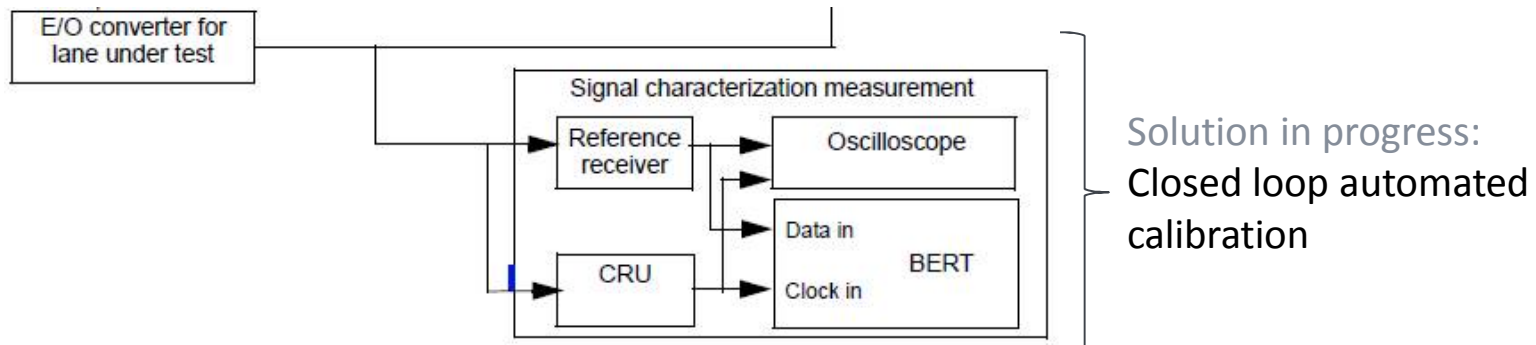 E/O converter for
lane under test
Signal characterization measurement
Reference
receiver
Oscilloscope
Data in
BERT
CRU
Clock in
Solution in progress:
Closed loop automated
calibration